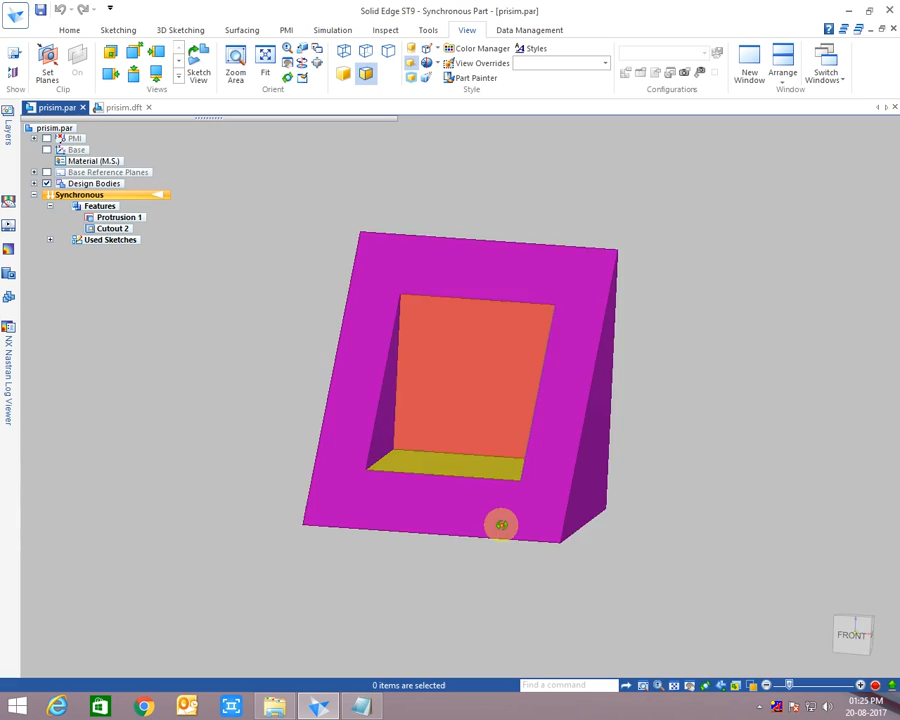 Solid Edge ST9 - Synchronous Part - [prisim.par]
Home Sketching 3D Sketching Surfacing PMI Simulation Inspect Tools View Data Management
Set Planes
On
Sketch View
Zoom Area
Fit
Color Manager
Styles
View Overrides
Part Painter
New Window
Arrange
Switch Windows
Show Clip Views Orient Style Configurations Window
prisim.par
prisim.dft
Layers
prisim.par
PMI
Base
Material (M.S.)
Base Reference Planes
Design Bodies
Synchronous
Features
Protrusion 1
Cutout 2
Used Sketches
NX Nastran Log Viewer
FRONT
0 items are selected
Find a command
01:25 PM
20-08-2017